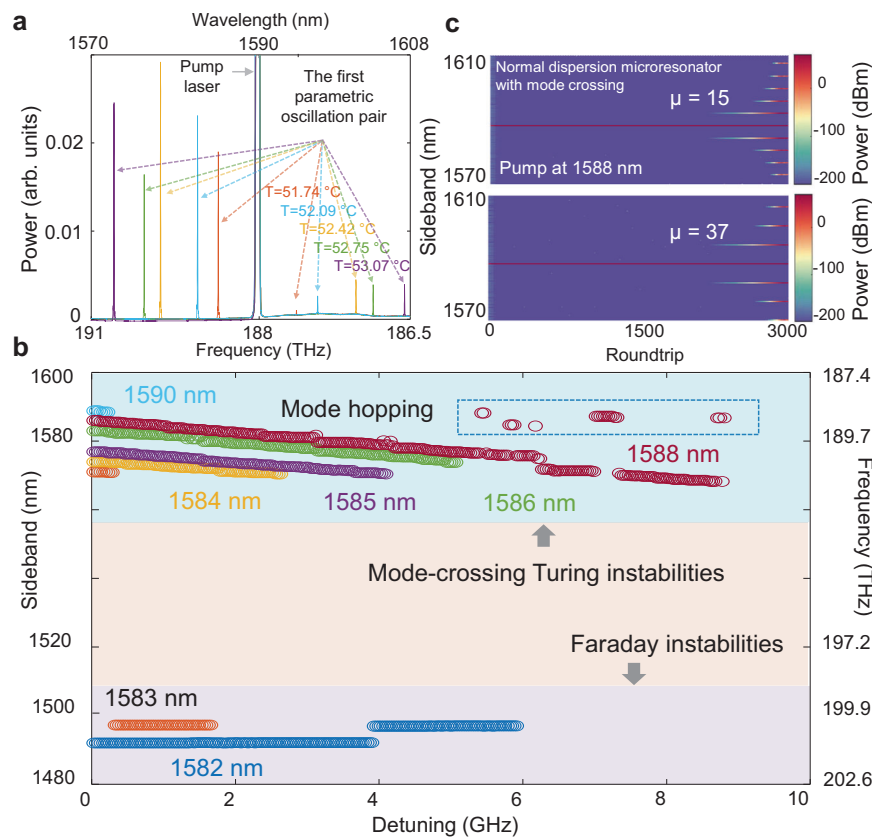 a
Wavelength (nm)
1570
1590
1608
Pump
laser
The first
parametric
oscillation pair
0.02
0.01
0
Power (arb. units)
T=51.74 °C
T=52.09 °C
T=52.42 °C
T=52.75 °C
T=53.07 °C
191
188
186.5
Frequency (THz)
c
1610
Normal dispersion microresonator
with mode crossing
μ = 15
Pump at 1588 nm
1570
0
-100
-200
Power (dBm)
Sideband (nm)
1610
μ = 37
1570
0
-100
-200
Power (dBm)
0
1500
3000
Roundtrip
b
1600
1580
1520
1500
1480
Sideband (nm)
1590 nm
Mode hopping
1588 nm
1584 nm
1585 nm
1586 nm
Mode-crossing Turing instabilities
Faraday instabilities
1583 nm
1582 nm
187.4
189.7
197.2
199.9
202.6
Frequency (THz)
0
2
4
6
8
10
Detuning (GHz)